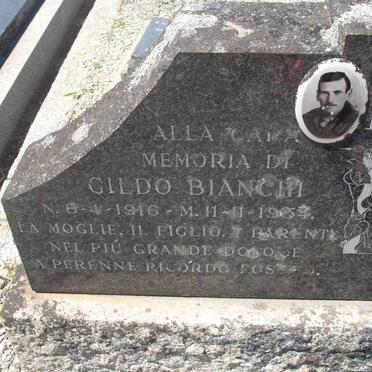 ALLA CARA
MEMORIA DI
GILDO BIANCHI
N. 8-4-1916 - M. 11-11-196
LA MOGLIE, IL FIGLIO, I PARENTI
NEL PIÙ GRANDE DOLORE
A PERENNE RICORDO